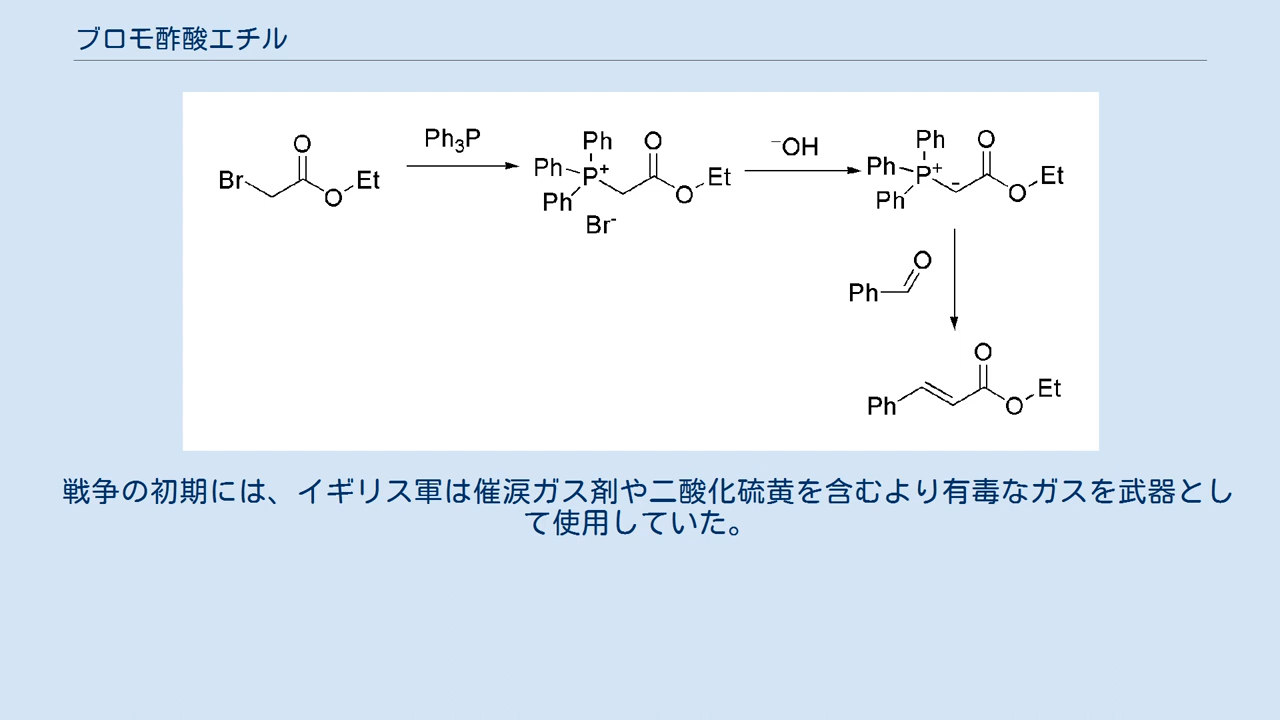 ブロモ酢酸エチル
Br O O Et
Ph₃P
Ph Ph Ph P⁺ O O Et
Br⁻
⁻OH
Ph Ph Ph P⁺ - O O Et
Ph O
Ph O O Et
戦争の初期には、イギリス軍は催涙ガス剤や二酸化硫黄を含むより有毒なガスを武器とし
て使用していた。